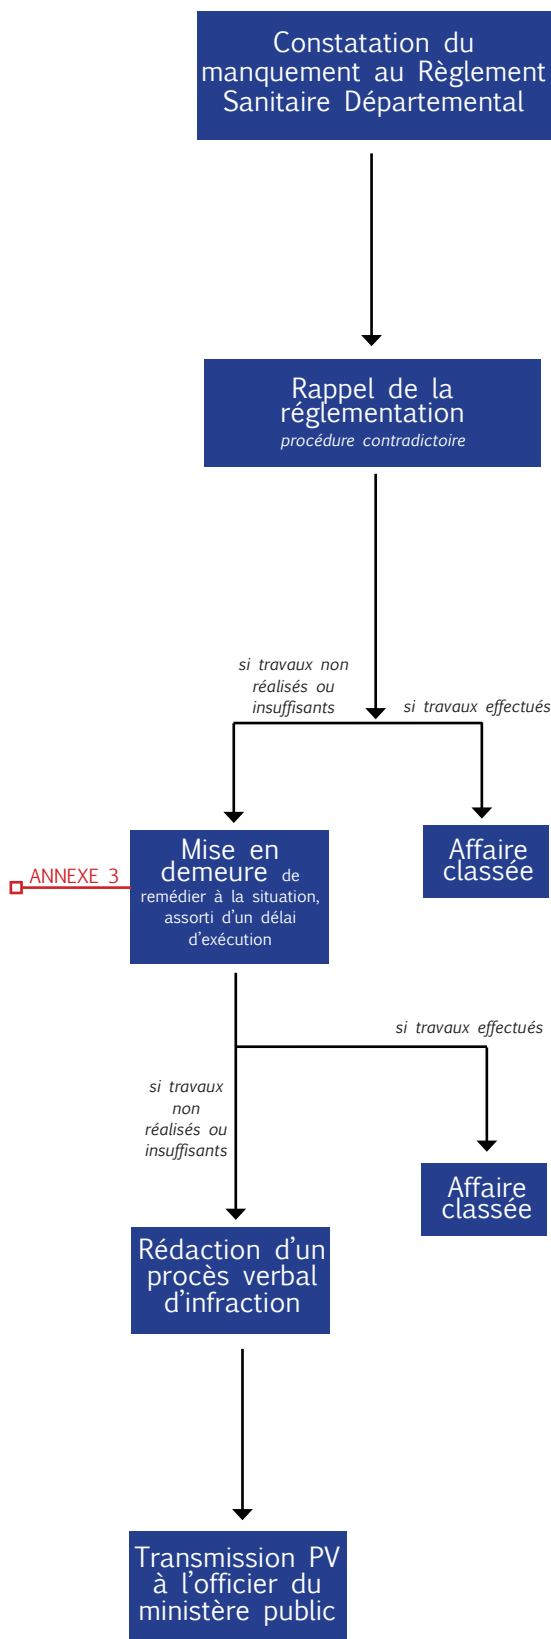 Constatation du
manquement au Règlement
Sanitaire Départemental
Rappel de la
réglementation
procédure contradictoire
si travaux non
réalisés ou
insuffisants
si travaux effectués
Mise en
demeure de
remédier à la situation,
assorti d'un délai
d'exécution
ANNEXE 3
Affaire
classée
si travaux effectués
si travaux
non
réalisés ou
insuffisants
Affaire
classée
Rédaction d'un
procès verbal
d'infraction
Transmission PV
à l'officier du
ministère public